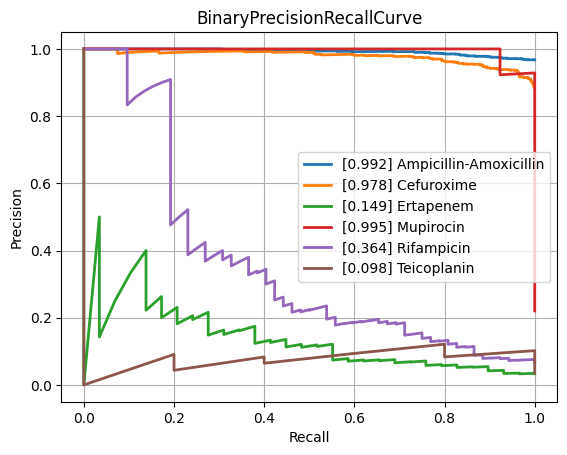 BinaryPrecisionRecallCurve
Precision
1.0
0.8
0.6
0.4
0.2
0.0
[0.992] Ampicillin-Amoxicillin
[0.978] Cefuroxime
[0.149] Ertapenem
[0.995] Mupirocin
[0.364] Rifampicin
[0.098] Teicoplanin
0.0 0.2 0.4 0.6 0.8 1.0
Recall